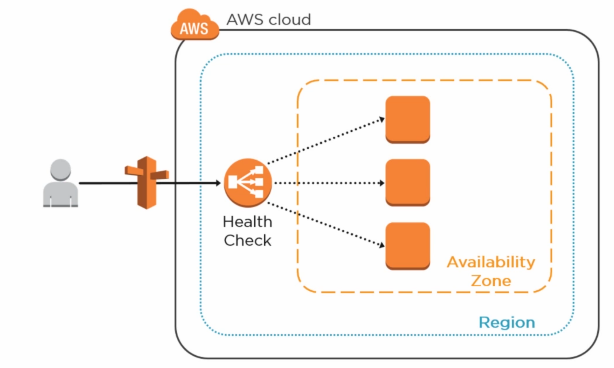 AWS
AWS cloud
Health
Check
Availability
Zone
Region